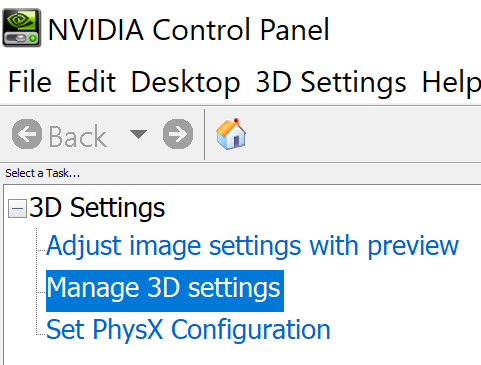 NVIDIA Control Panel
File Edit Desktop 3D Settings Help
Back
Select a Task...
3D Settings
Adjust image settings with preview
Manage 3D settings
Set PhysX Configuration